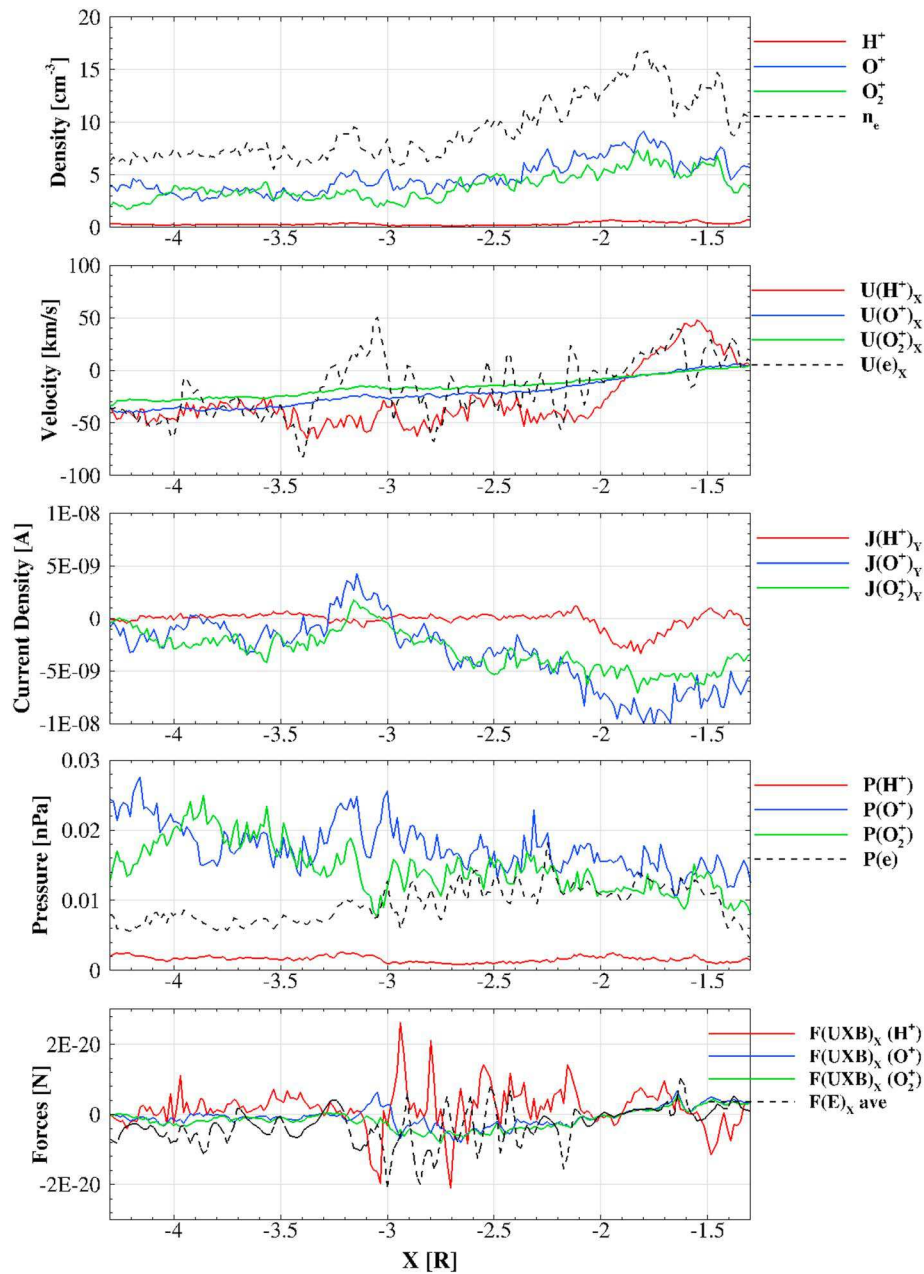 20
15
10
5
0
Density [cm⁻³]
H⁺
O⁺
O₂⁺
nₑ
-4 -3.5 -3 -2.5 -2 -1.5
100
50
0
-50
-100
Velocity [km/s]
U(H⁺)ₓ
U(O⁺)ₓ
U(O₂⁺)ₓ
U(e)ₓ
-4 -3.5 -3 -2.5 -2 -1.5
1E-08
5E-09
0
-5E-09
-1E-08
Current Density [A]
J(H⁺)Y
J(O⁺)Y
J(O₂⁺)Y
-4 -3.5 -3 -2.5 -2 -1.5
0.03
0.02
0.01
0
Pressure [nPa]
P(H⁺)
P(O⁺)
P(O₂⁺)
P(e)
-4 -3.5 -3 -2.5 -2 -1.5
2E-20
0
-2E-20
Forces [N]
F(UXB)ₓ (H⁺)
F(UXB)ₓ (O⁺)
F(UXB)ₓ (O₂⁺)
F(E)ₓ ave
-4 -3.5 -3 -2.5 -2 -1.5
X [R]